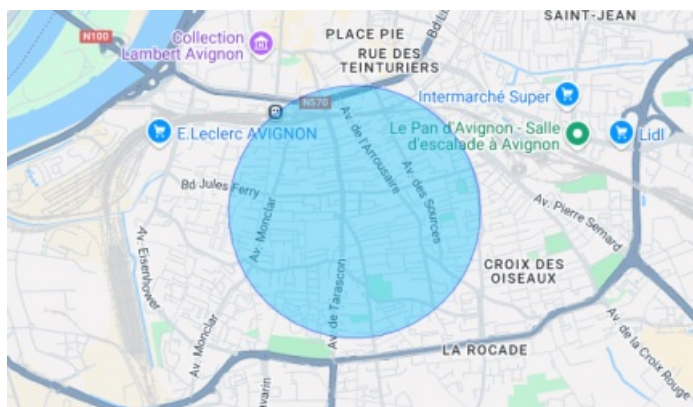 SAINT-JEAN
N100
Collection
Lambert Avignon
PLACE PIE
RUE DES
TEINTURIERS
Bd Lu
N570
Intermarché Super
E.Leclerc AVIGNON
Le Pan d'Avignon - Salle
d'escalade à Avignon
Lidl
Av. de l'Arrousaire
Bd Jules Ferry
Av. des Sources
Av. Pierre Semard
Av. Monclar
Av. Eisenhower
CROIX DES
OISEAUX
Av. de Tarascon
Av. Monclar
LA ROCADE
Av. de la Croix Rouge
avarin